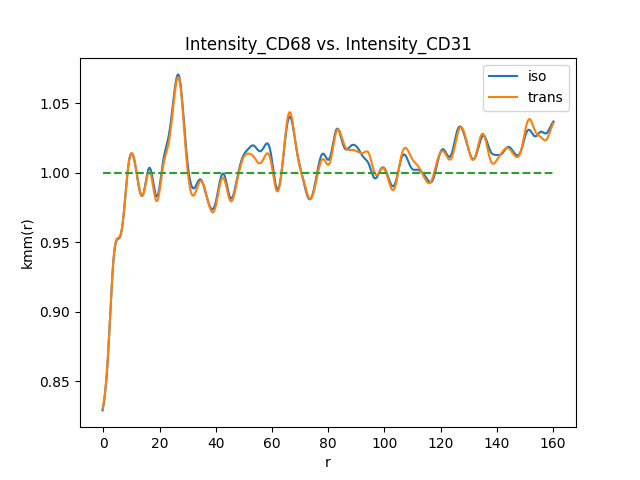 Intensity_CD68 vs. Intensity_CD31
iso
trans
1.05
1.00
0.95
0.90
0.85
kmm(r)
0 20 40 60 80 100 120 140 160
r